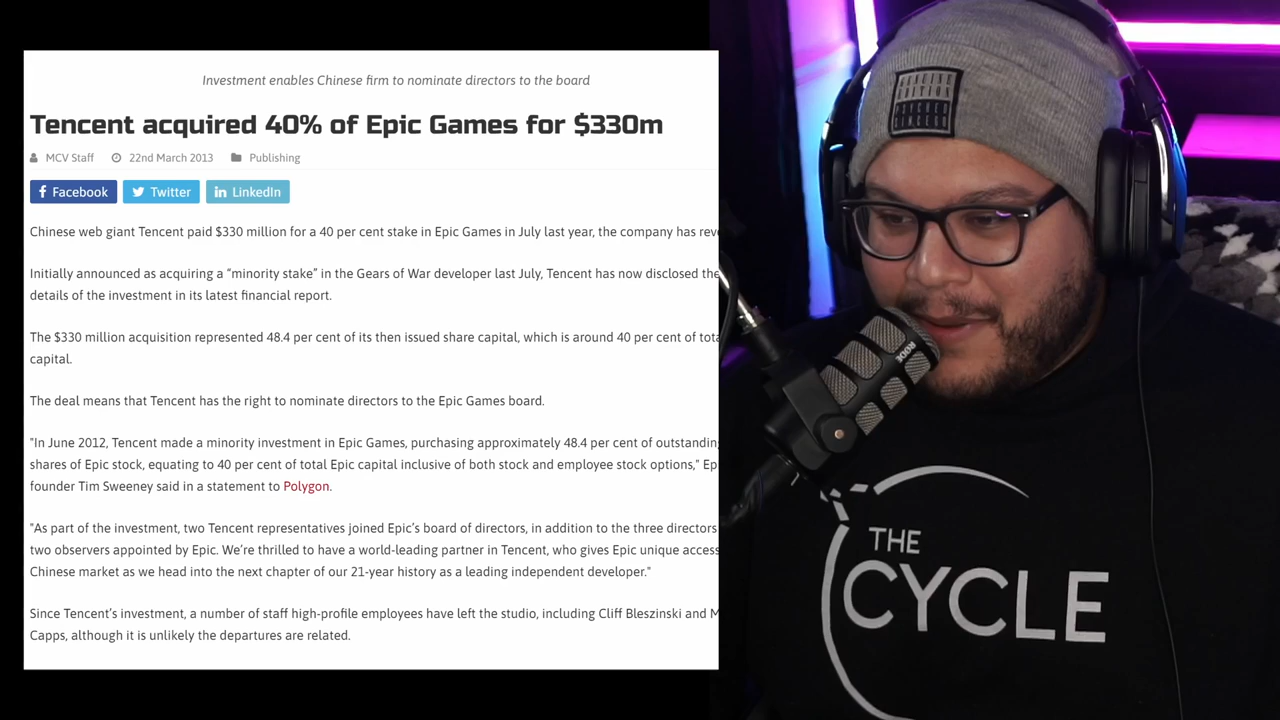 Investment enables Chinese firm to nominate directors to the board
Tencent acquired 40% of Epic Games for $330m
MCV Staff 22nd March 2013 Publishing
Facebook Twitter LinkedIn
Chinese web giant Tencent paid $330 million for a 40 per cent stake in Epic Games in July last year, the company has
Initially announced as acquiring a “minority stake” in the Gears of War developer last July, Tencent has now disclosed the
details of the investment in its latest financial report.
The $330 million acquisition represented 48.4 per cent of its then issued share capital, which is around 40 per cent of
capital.
The deal means that Tencent has the right to nominate directors to the Epic Games board.
"In June 2012, Tencent made a minority investment in Epic Games, purchasing approximately 48.4 per cent of outstanding
shares of Epic stock, equating to 40 per cent of total Epic capital inclusive of both stock and employee stock options,"
founder Tim Sweeney said in a statement to Polygon.
"As part of the investment, two Tencent representatives joined Epic’s board of directors, in addition to the three directors
two observers appointed by Epic. We’re thrilled to have a world-leading partner in Tencent, who gives Epic unique access
Chinese market as we head into the next chapter of our 21-year history as a leading independent developer."
Since Tencent’s investment, a number of staff high-profile employees have left the studio, including Cliff Bleszinski and
Capps, although it is unlikely the departures are related.
RODE
THE
CYCLE